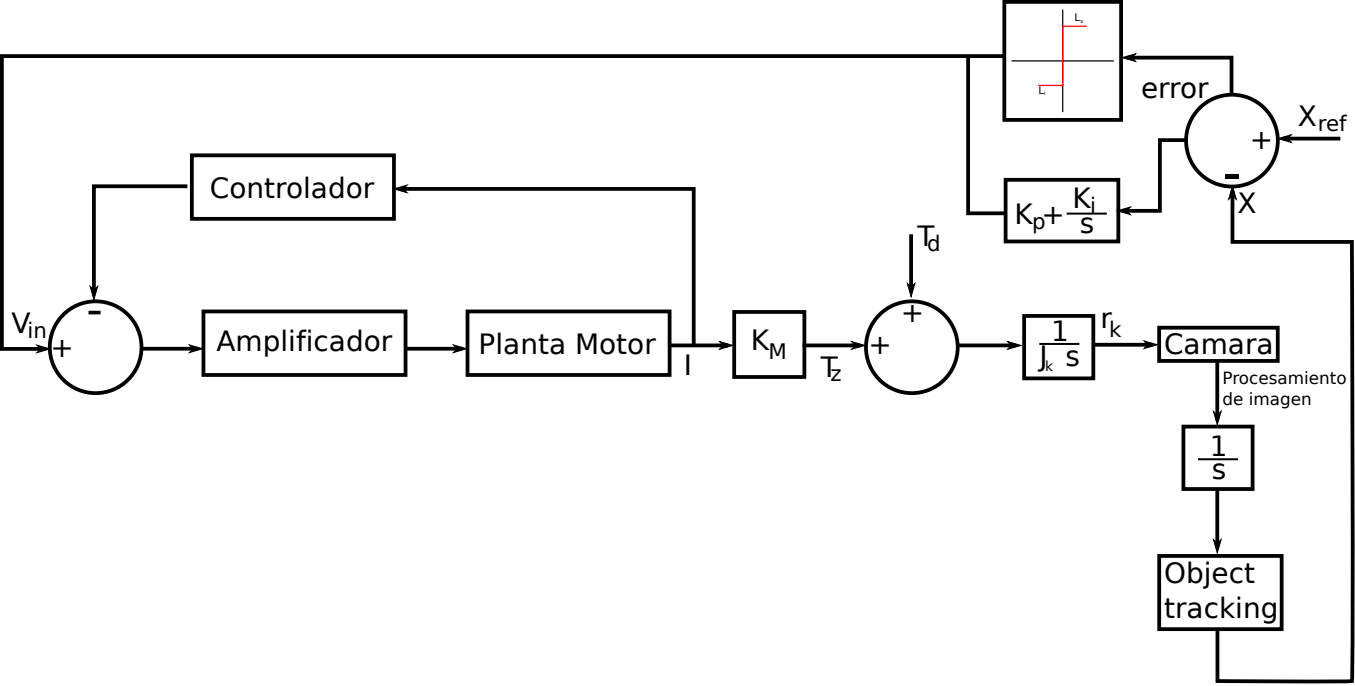 Lₛ
L
error
X_ref
+
-
X
Controlador
K_p + K_i/s
T_d
-
V_in
+
Amplificador
Planta Motor
I
K_M
T_z
+
+
1/(J_k s)
r_k
Camara
Procesamiento
de imagen
1/s
Object
tracking